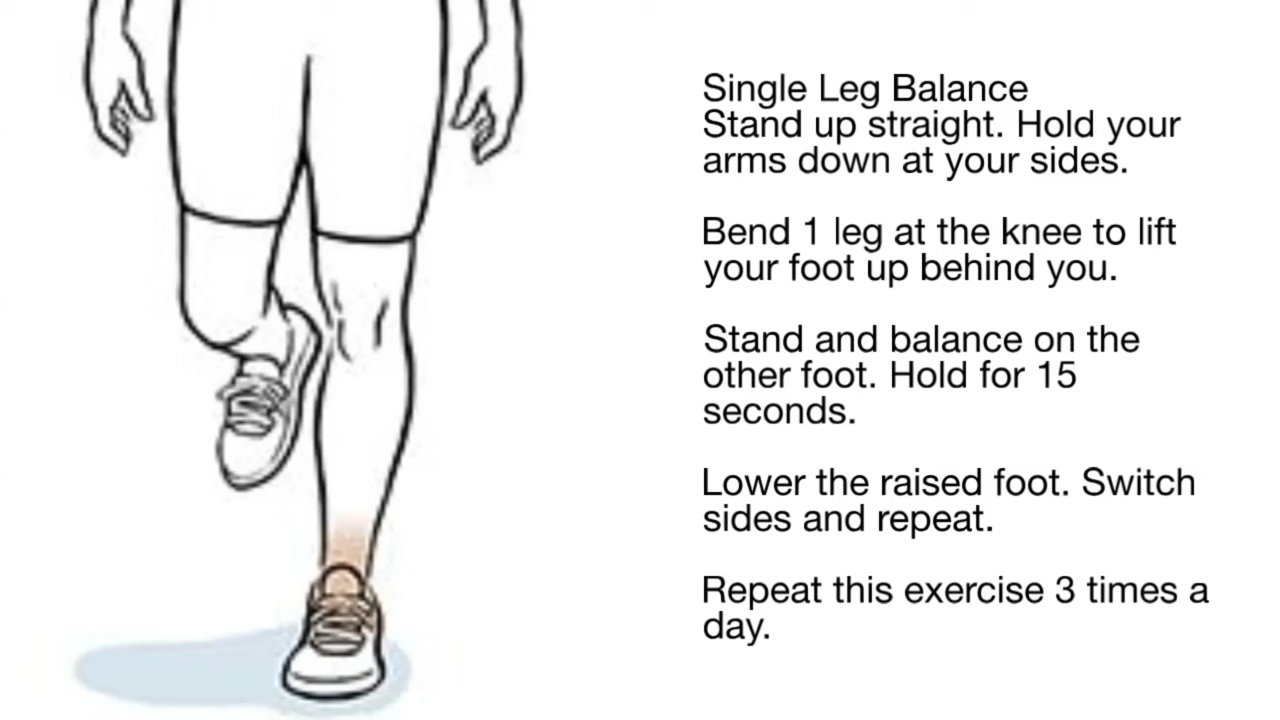 Single Leg Balance
Stand up straight. Hold your
arms down at your sides.
Bend 1 leg at the knee to lift
your foot up behind you.
Stand and balance on the
other foot. Hold for 15
seconds.
Lower the raised foot. Switch
sides and repeat.
Repeat this exercise 3 times a
day.